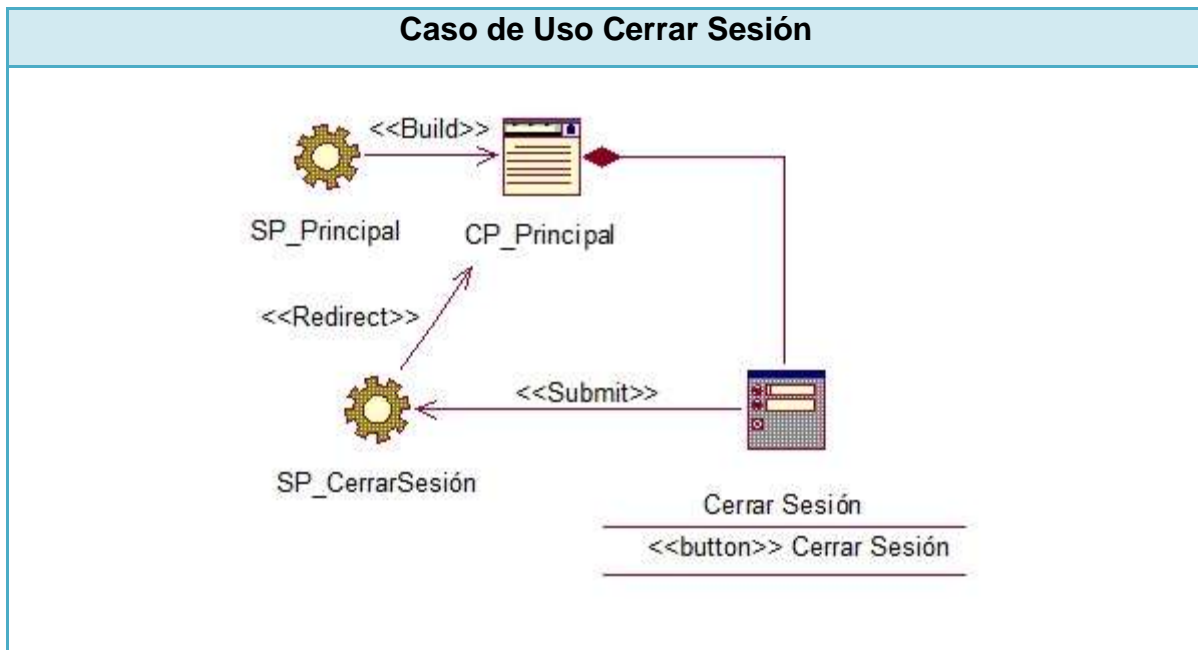 Caso de Uso Cerrar Sesión
<<Build>>
SP_Principal
CP_Principal
<<Redirect>>
<<Submit>>
SP_CerrarSesión
Cerrar Sesión
<<button>> Cerrar Sesión